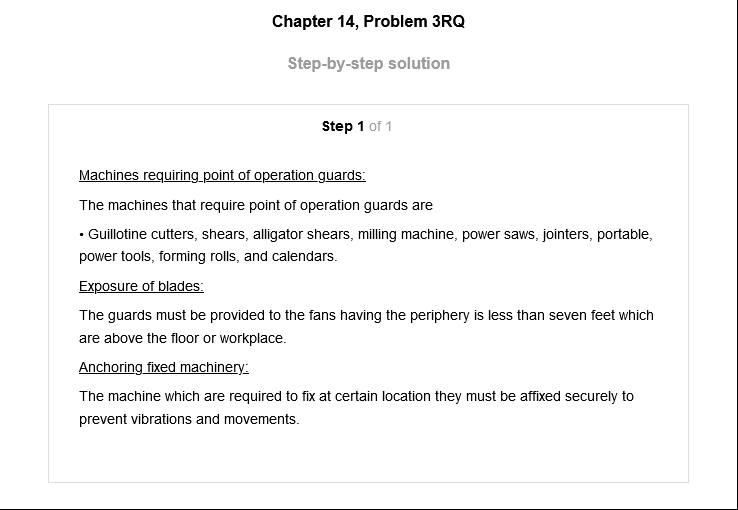 Chapter 14, Problem 3RQ
Step-by-step solution
Step 1 of 1
Machines requiring point of operation guards:
The machines that require point of operation guards are
• Guillotine cutters, shears, alligator shears, milling machine, power saws, jointers, portable,
power tools, forming rolls, and calendars.
Exposure of blades:
The guards must be provided to the fans having the periphery is less than seven feet which
are above the floor or workplace.
Anchoring fixed machinery:
The machine which are required to fix at certain location they must be affixed securely to
prevent vibrations and movements.